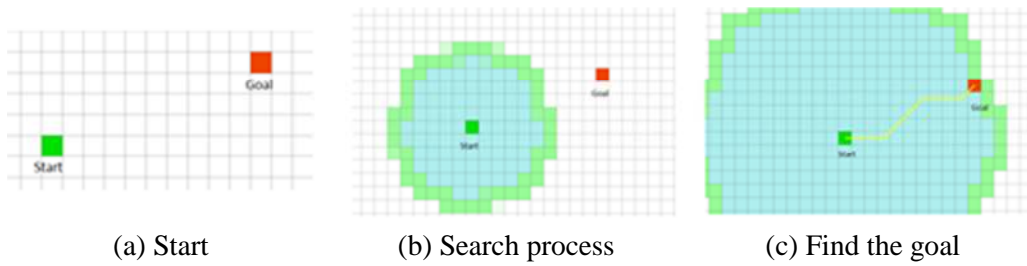 Goal
Start
Goal
Start
Goal
Start
(a) Start
(b) Search process
(c) Find the goal